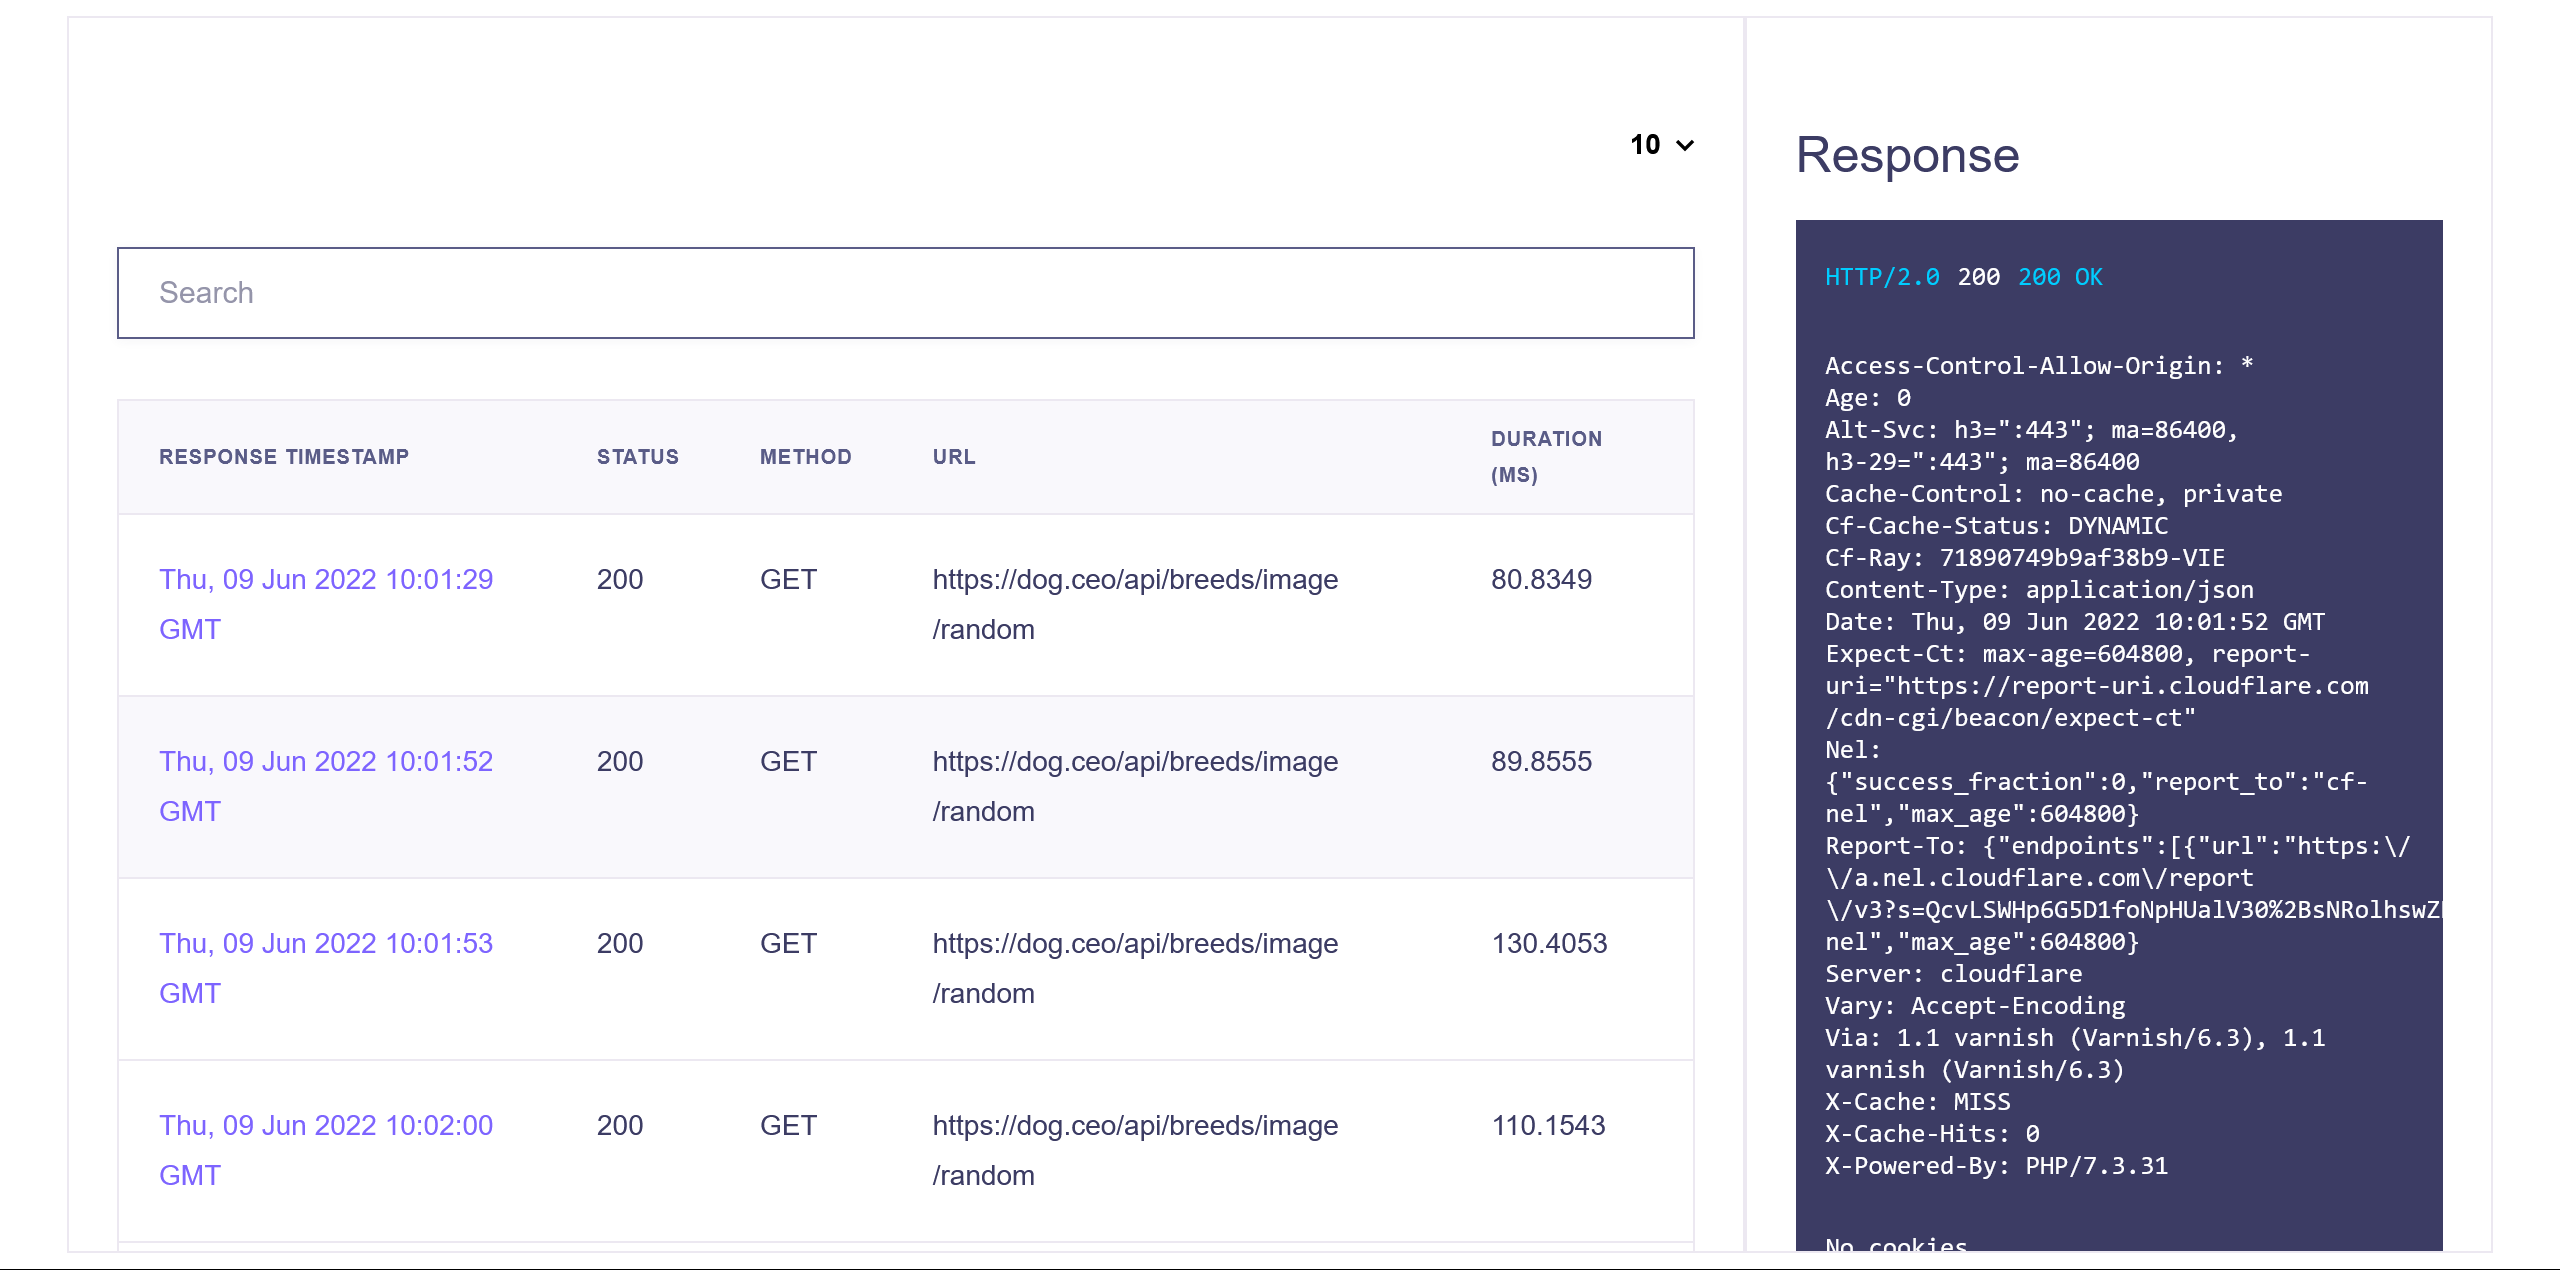 10
Search
RESPONSE TIMESTAMP STATUS METHOD URL DURATION
(MS)
Thu, 09 Jun 2022 10:01:29 200 GET https://dog.ceo/api/breeds/image 80.8349
GMT /random
Thu, 09 Jun 2022 10:01:52 200 GET https://dog.ceo/api/breeds/image 89.8555
GMT /random
Thu, 09 Jun 2022 10:01:53 200 GET https://dog.ceo/api/breeds/image 130.4053
GMT /random
Thu, 09 Jun 2022 10:02:00 200 GET https://dog.ceo/api/breeds/image 110.1543
GMT /random
Response
HTTP/2.0 200 200 OK
Access-Control-Allow-Origin: *
Age: 0
Alt-Svc: h3=":443"; ma=86400,
h3-29=":443"; ma=86400
Cache-Control: no-cache, private
Cf-Cache-Status: DYNAMIC
Cf-Ray: 71890749b9af38b9-VIE
Content-Type: application/json
Date: Thu, 09 Jun 2022 10:01:52 GMT
Expect-Ct: max-age=604800, report-
uri="https://report-uri.cloudflare.com
/cdn-cgi/beacon/expect-ct"
Nel:
{"success_fraction":0,"report_to":"cf-
nel","max_age":604800}
Report-To: {"endpoints":[{"url":"https:\/
\/a.nel.cloudflare.com\/report
\/v3?s=QcvLSWHp6G5D1foNpHUalV30%2BsNRolhswZ
nel","max_age":604800}
Server: cloudflare
Vary: Accept-Encoding
Via: 1.1 varnish (Varnish/6.3), 1.1
varnish (Varnish/6.3)
X-Cache: MISS
X-Cache-Hits: 0
X-Powered-By: PHP/7.3.31
No cookies